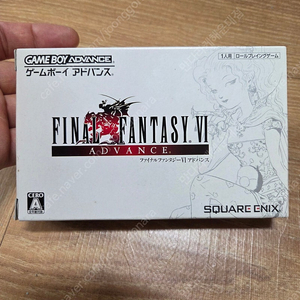 GAME BOY ADVANCE
ゲームボーイ アドバンス
1人用 ロールプレイングゲーム
FINAL FANTASY VI
ADVANCE
ファイナルファンタジーVI アドバンス
CERO
A
SQUARE ENIX